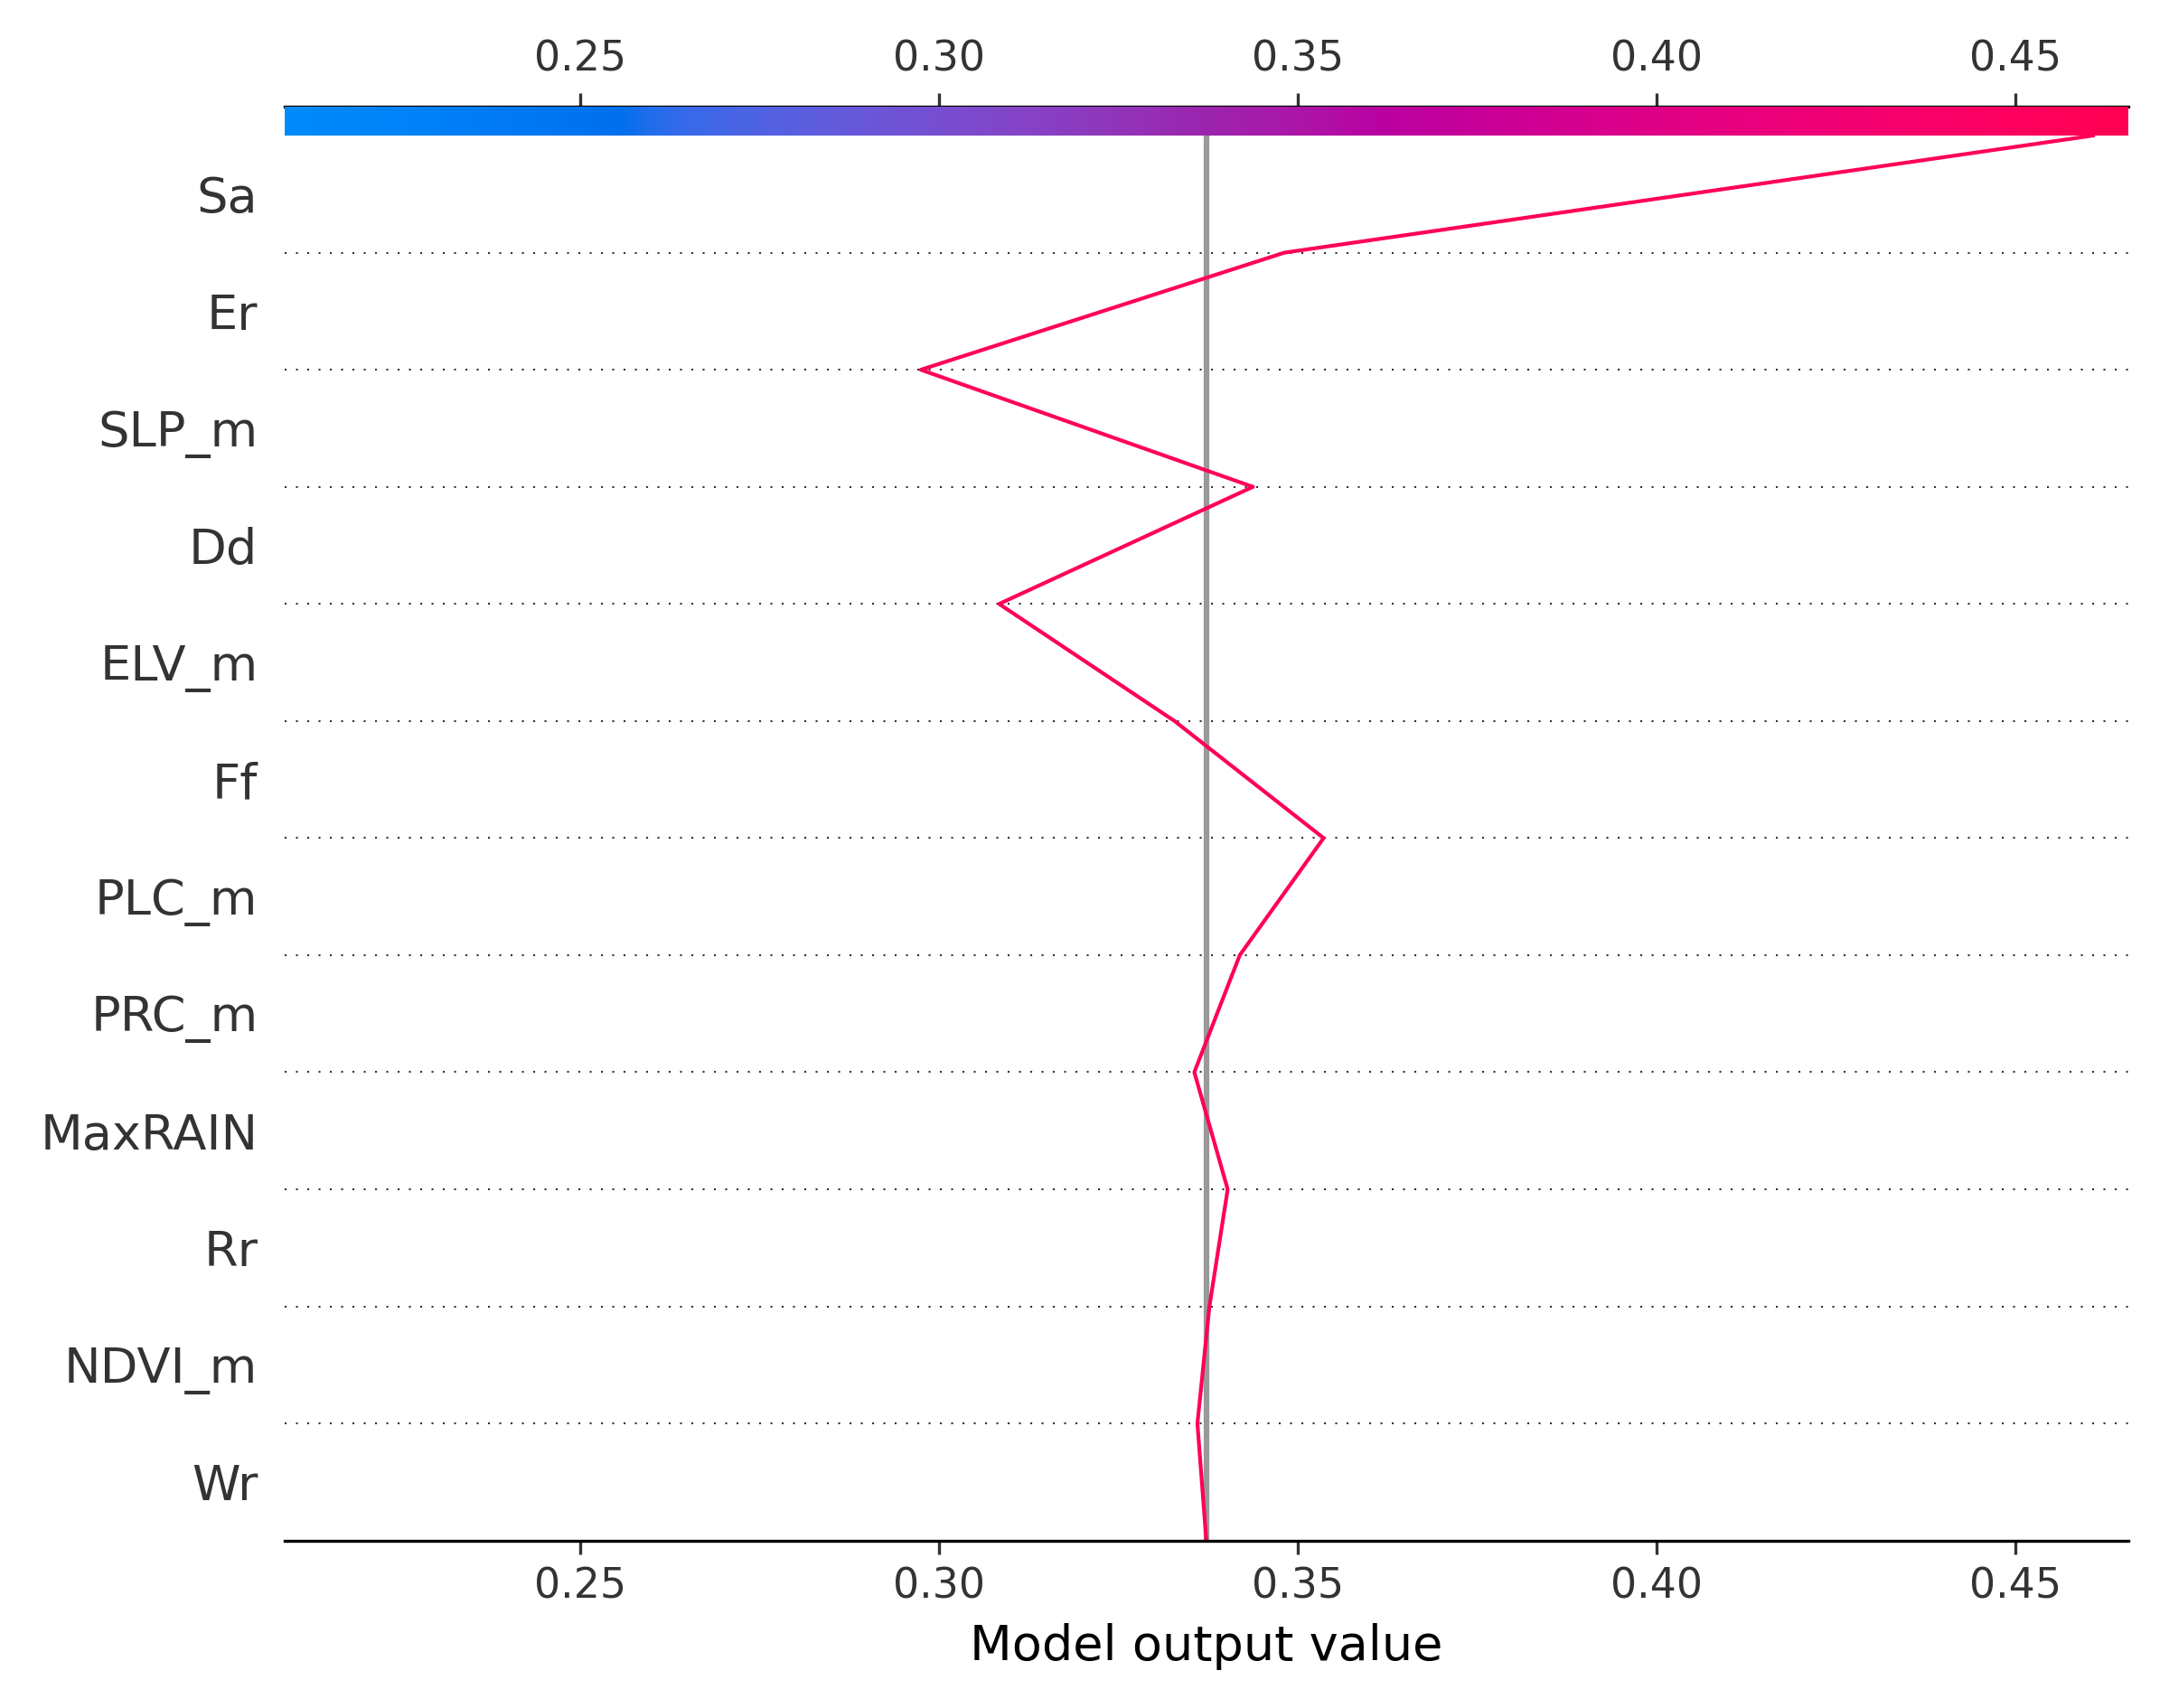 0.25 0.30 0.35 0.40 0.45
Sa
Er
SLP_m
Dd
ELV_m
Ff
PLC_m
PRC_m
MaxRAIN
Rr
NDVI_m
Wr
0.25 0.30 0.35 0.40 0.45
Model output value